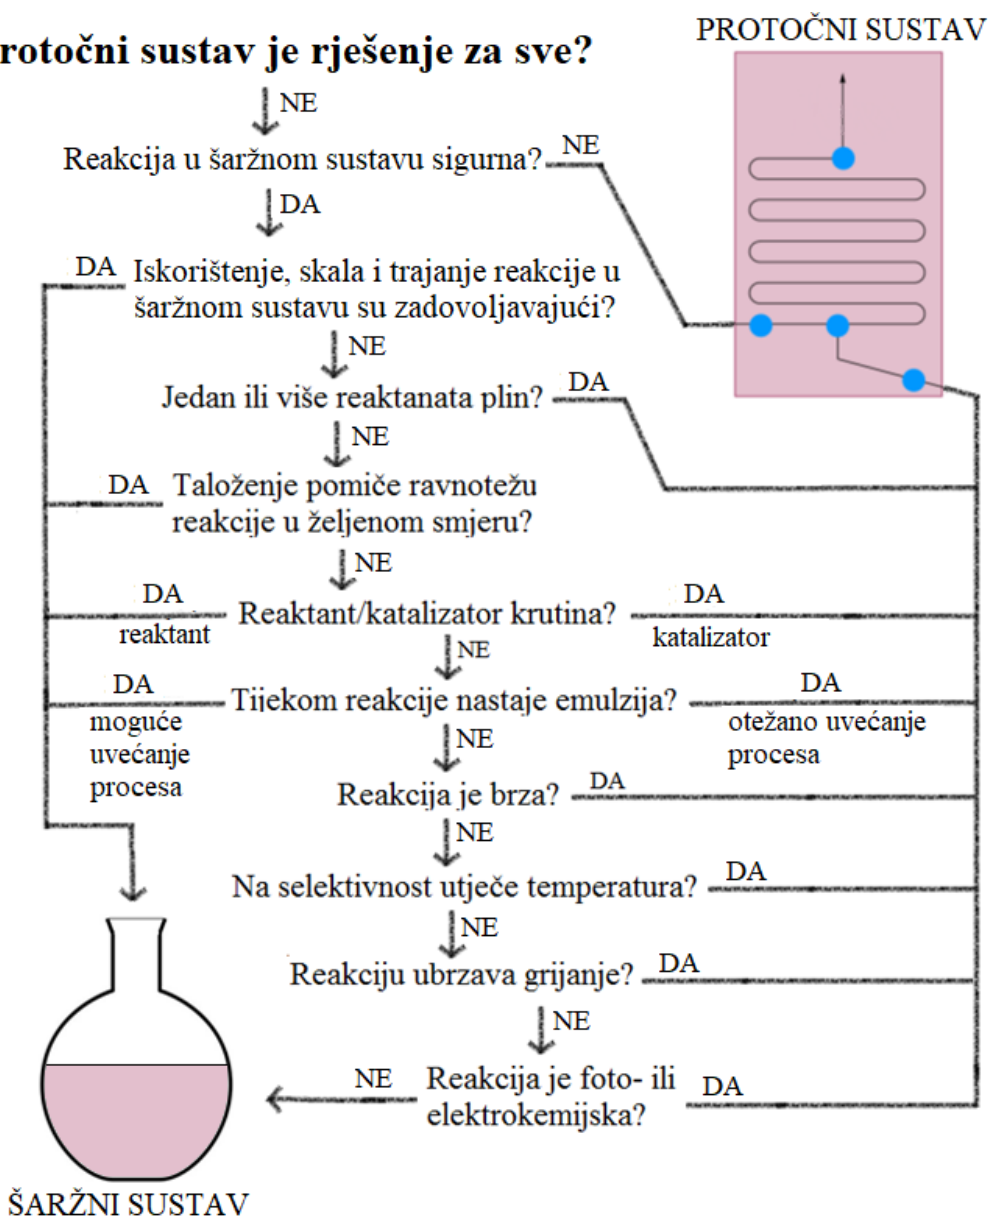 PROTOČNI SUSTAV
rotočni sustav je rješenje za sve?
NE
Reakcija u šaržnom sustavu sigurna? NE
DA
DA Iskorištenje, skala i trajanje reakcije u
šaržnom sustavu su zadovoljavajući?
NE
Jedan ili više reaktanata plin? DA
NE
DA Taloženje pomiče ravnotežu
reakcije u željenom smjeru?
NE
DA Reaktant/katalizator krutina? DA
reaktant katalizator
NE
DA Tijekom reakcije nastaje emulzija? DA
moguće otežano uvećanje
uvećanje procesa
procesa
NE
Reakcija je brza? DA
NE
Na selektivnost utječe temperatura? DA
NE
Reakciju ubrzava grijanje? DA
NE
NE Reakcija je foto- ili DA
elektrokemijska?
ŠARŽNI SUSTAV